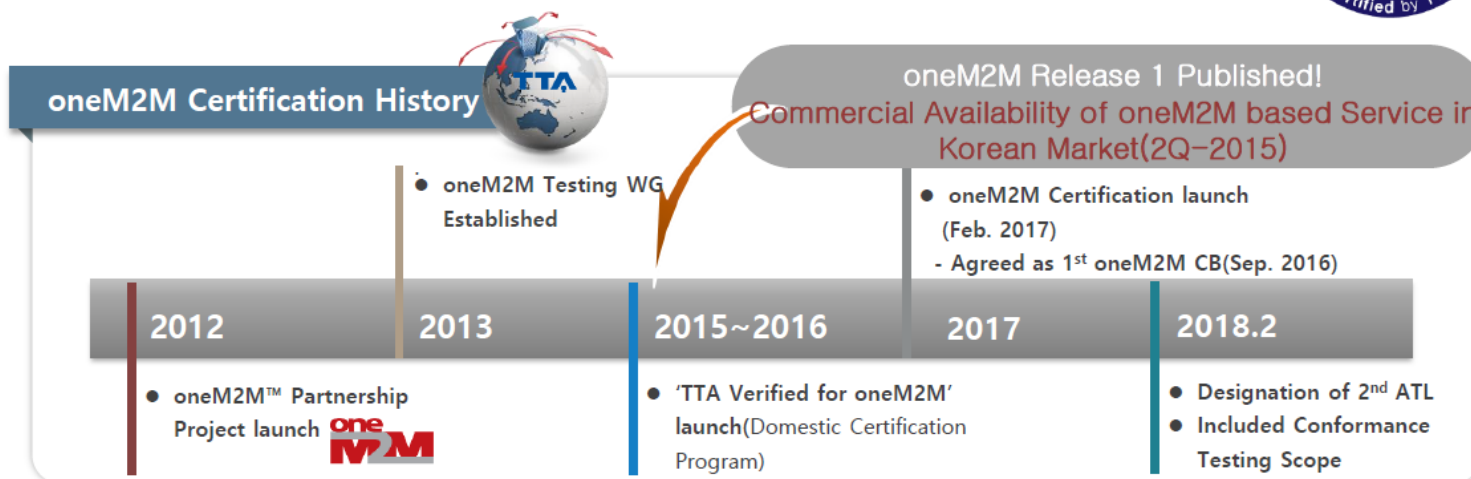 rtified by
TTA
oneM2M Certification History
oneM2M Release 1 Published!
Commercial Availability of oneM2M based Service in
Korean Market(2Q-2015)
● oneM2M Testing WG
Established
● oneM2M Certification launch
(Feb. 2017)
- Agreed as 1st oneM2M CB(Sep. 2016)
2012
2013
2015~2016
2017
2018.2
● oneM2M™ Partnership
Project launch
one
M2M
● ‘TTA Verified for oneM2M’
launch(Domestic Certification
Program)
● Designation of 2nd ATL
● Included Conformance
Testing Scope